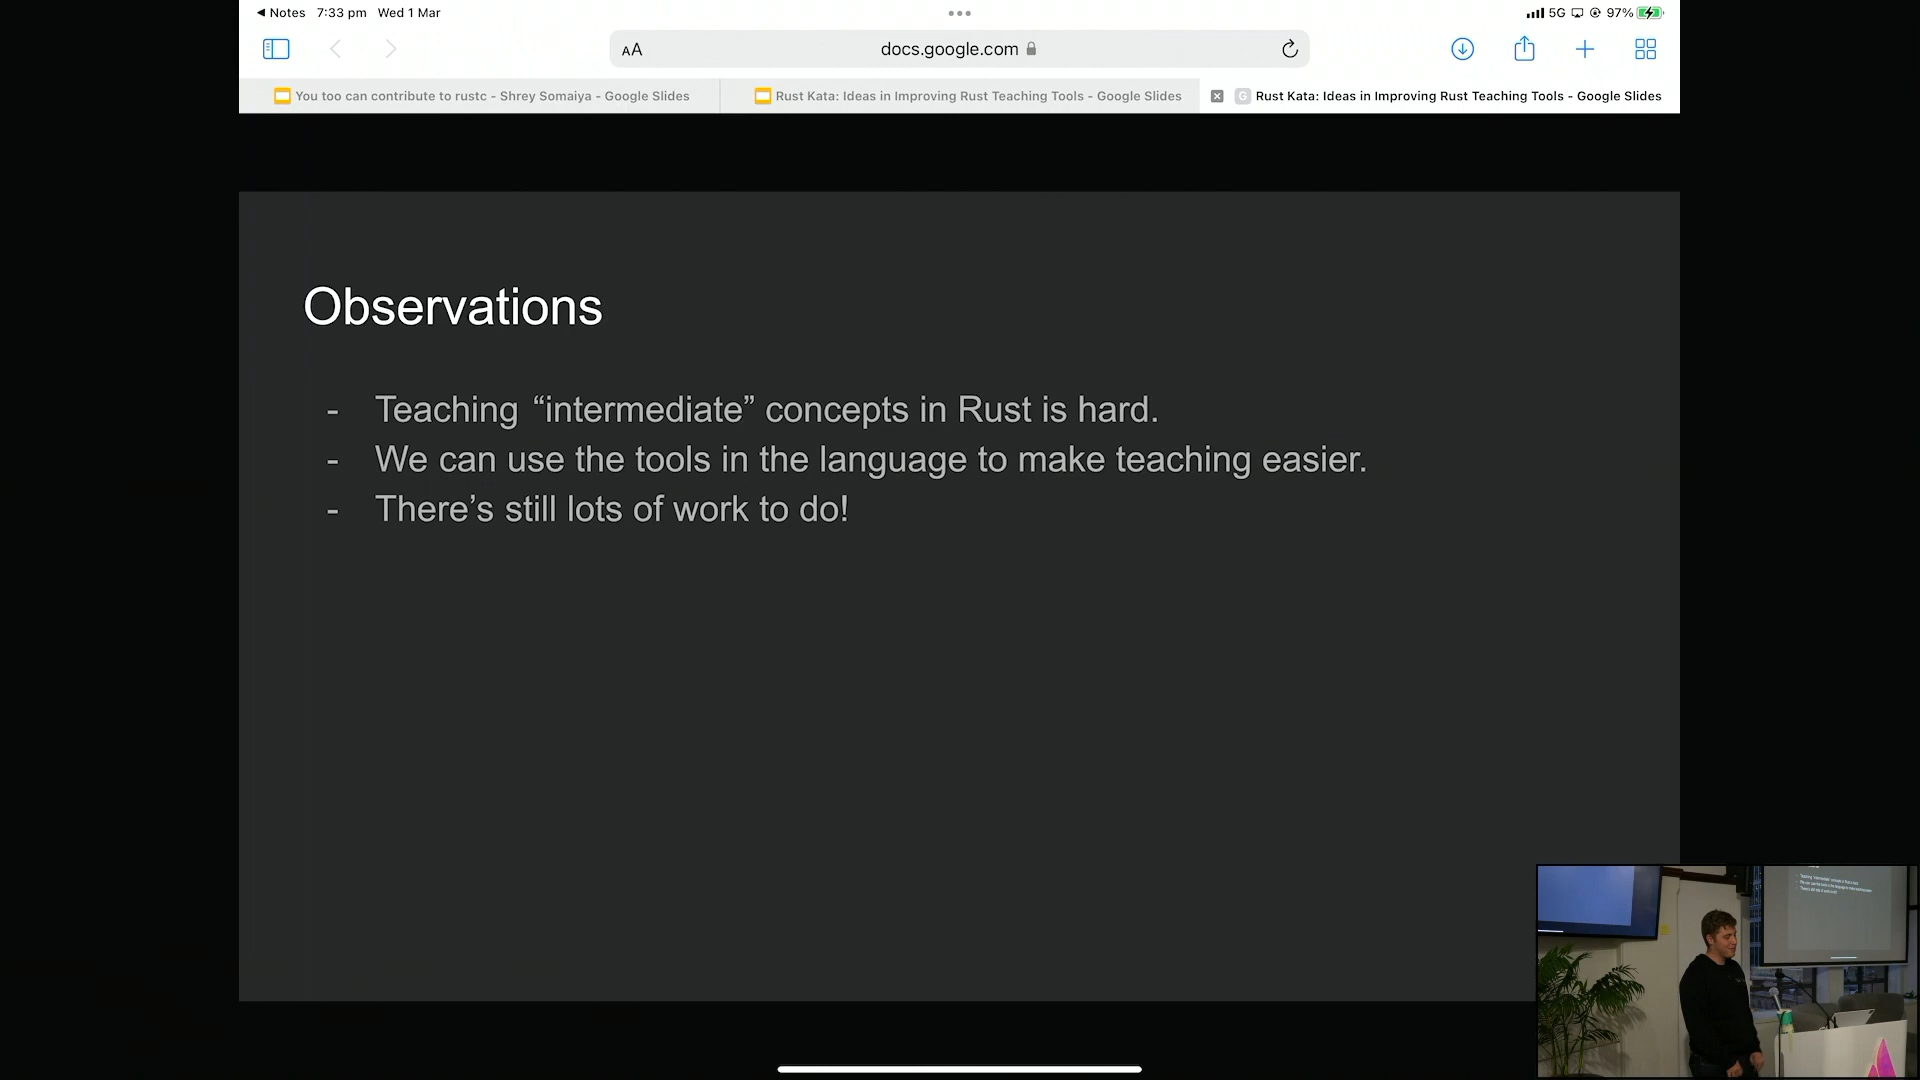 Notes 7:33 pm Wed 1 Mar
5G 97%
AA docs.google.com
You too can contribute to rustc - Shrey Somaiya - Google Slides
Rust Kata: Ideas in Improving Rust Teaching Tools - Google Slides
G Rust Kata: Ideas in Improving Rust Teaching Tools - Google Slides
Observations
- Teaching “intermediate” concepts in Rust is hard.
- We can use the tools in the language to make teaching easier.
- There’s still lots of work to do!